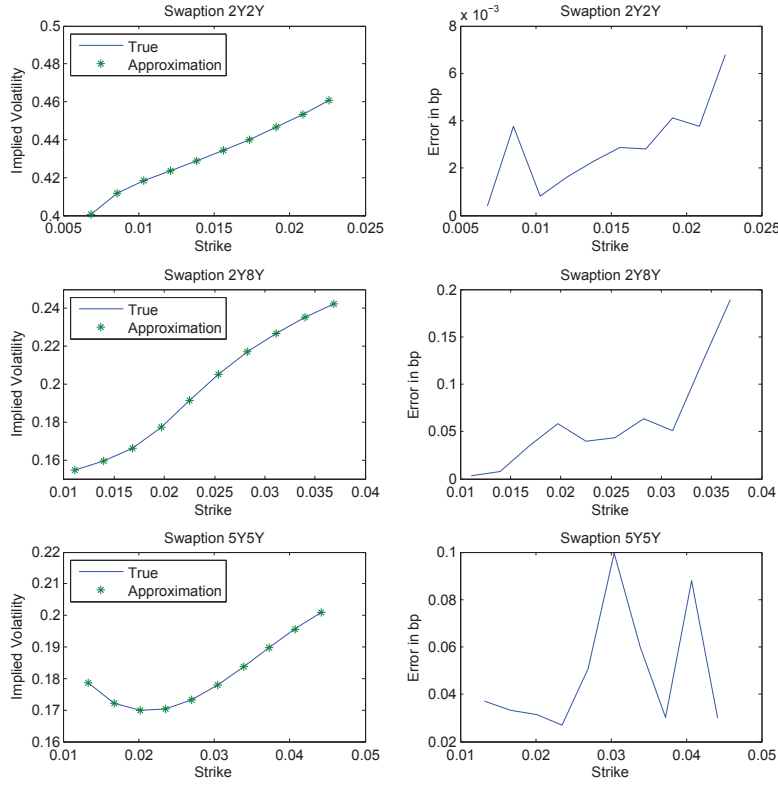 Swaption 2Y2Y
Implied Volatility
0.5
0.48
0.46
0.44
0.42
0.4
True
Approximation
0.005 0.01 0.015 0.02 0.025
Strike
Swaption 2Y2Y
x 10⁻³
Error in bp
8
6
4
2
0
0.005 0.01 0.015 0.02 0.025
Strike
Swaption 2Y8Y
Implied Volatility
0.24
0.22
0.2
0.18
0.16
True
Approximation
0.01 0.015 0.02 0.025 0.03 0.035 0.04
Strike
Swaption 2Y8Y
Error in bp
0.2
0.15
0.1
0.05
0
0.01 0.015 0.02 0.025 0.03 0.035 0.04
Strike
Swaption 5Y5Y
Implied Volatility
0.22
0.21
0.2
0.19
0.18
0.17
0.16
True
Approximation
0.01 0.02 0.03 0.04 0.05
Strike
Swaption 5Y5Y
Error in bp
0.1
0.08
0.06
0.04
0.02
0.01 0.02 0.03 0.04 0.05
Strike